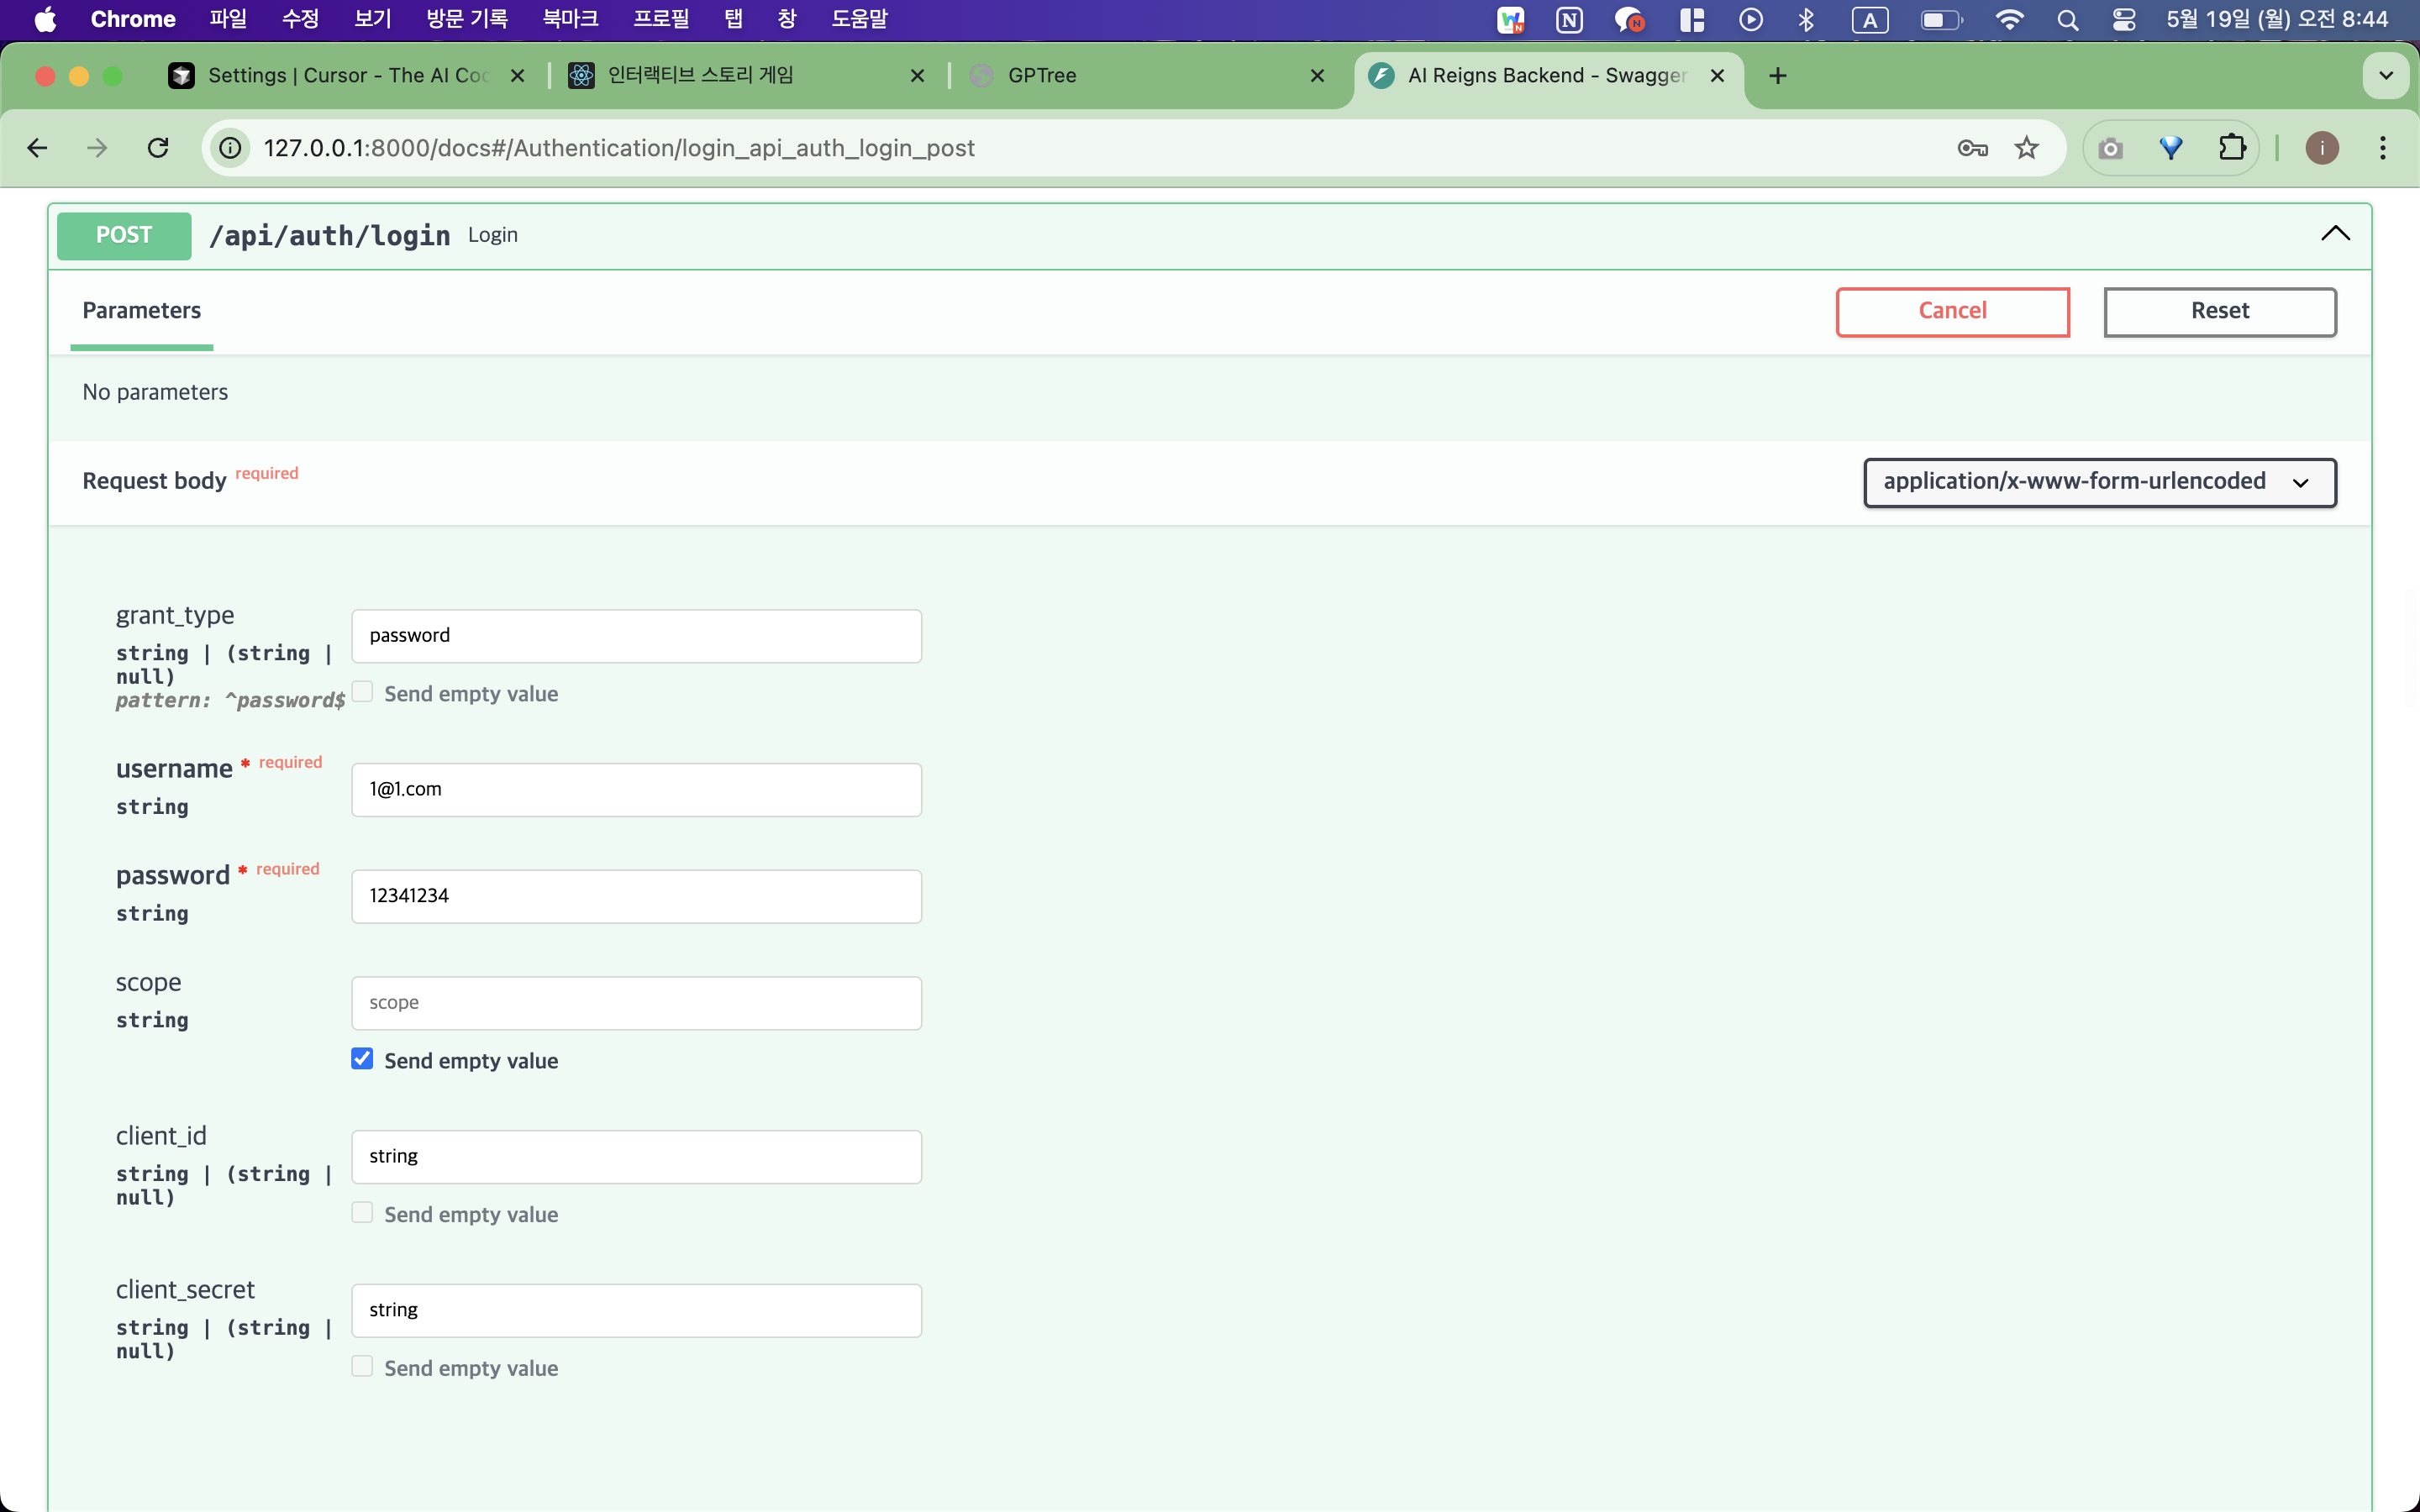 Chrome 파일 수정 보기 방문 기록 북마크 프로필 탭 창 도움말 A 5월 19일 (월) 오전 8:44
Settings | Cursor - The AI Co 인터랙티브 스토리 게임 GPTree AI Reigns Backend - Swagger
127.0.0.1:8000/docs#/Authentication/login_api_auth_login_post i
POST /api/auth/login Login
Parameters Cancel Reset
No parameters
Request body required application/x-www-form-urlencoded
grant_type
string | (string |
null)
pattern: ^password$
password
Send empty value
username * required
string
1@1.com
password * required
string
12341234
scope
string
scope
Send empty value
client_id
string | (string |
null)
string
Send empty value
client_secret
string | (string |
null)
string
Send empty value